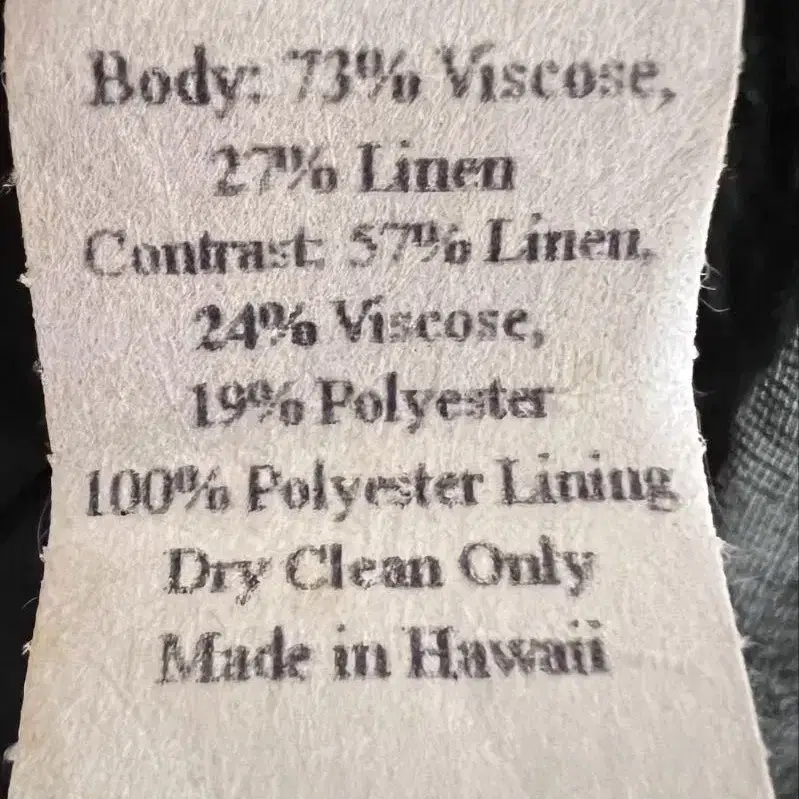 Body: 73% Viscose,
27% Linen
Contrast: 57% Linen,
24% Viscose,
19% Polyester
100% Polyester Lining
Dry Clean Only
Made in Hawaii